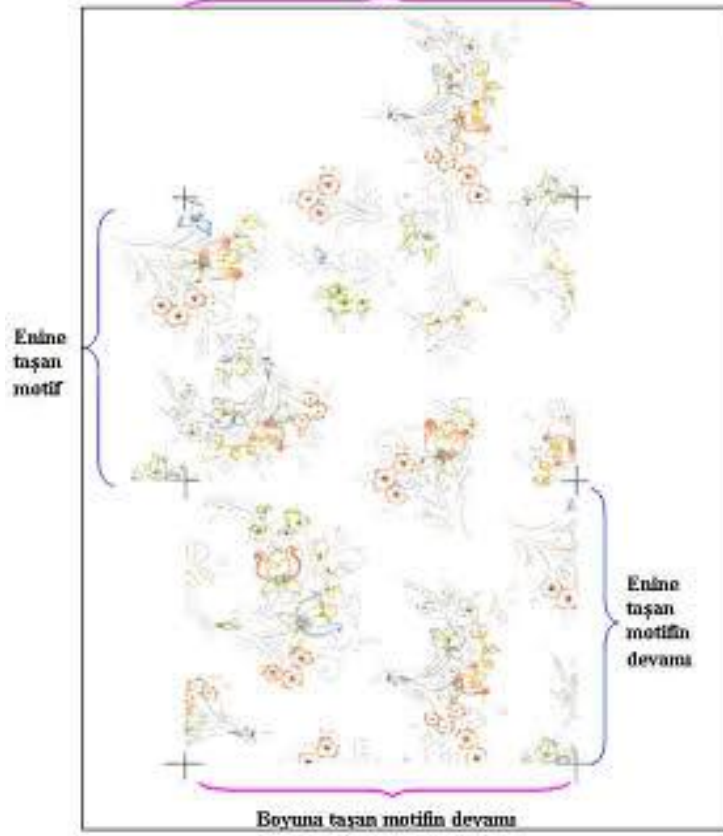 Enine
taşan
motif
Enine
taşan
motifin
devamı
Boyuna taşan motifin devamı